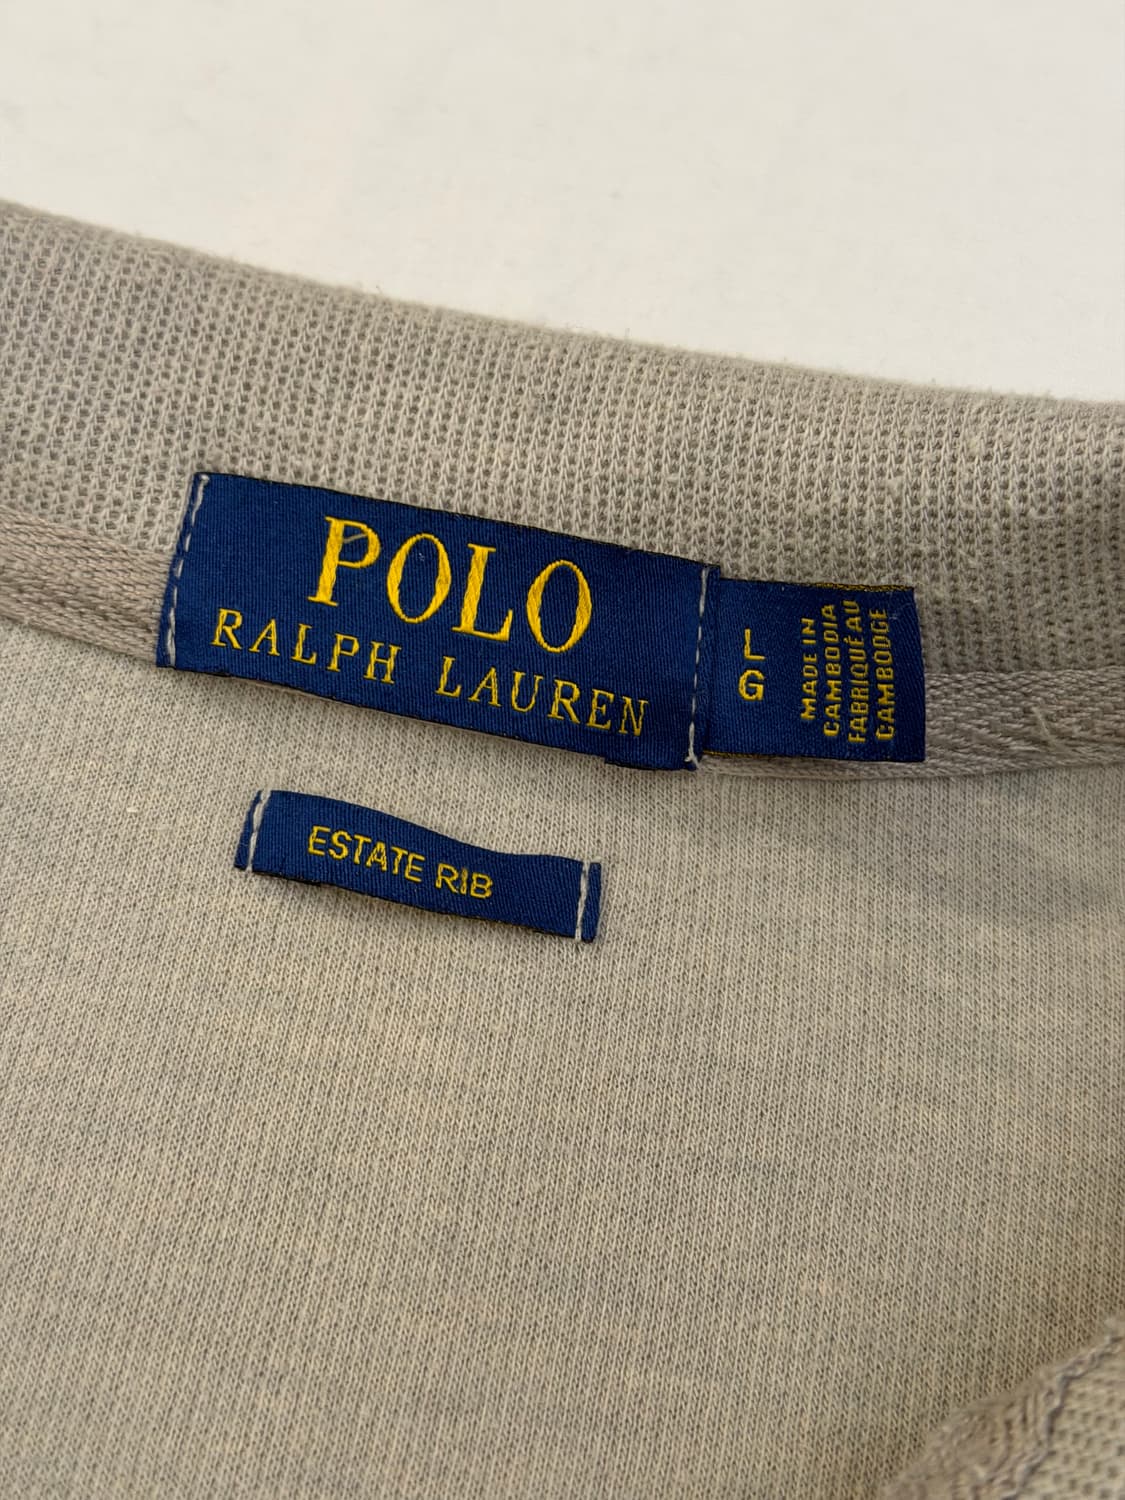 POLO
RALPH LAUREN
L
G
MADE IN
CAMBODIA
FABRIQUÉ AU
CAMBODGE
ESTATE RIB